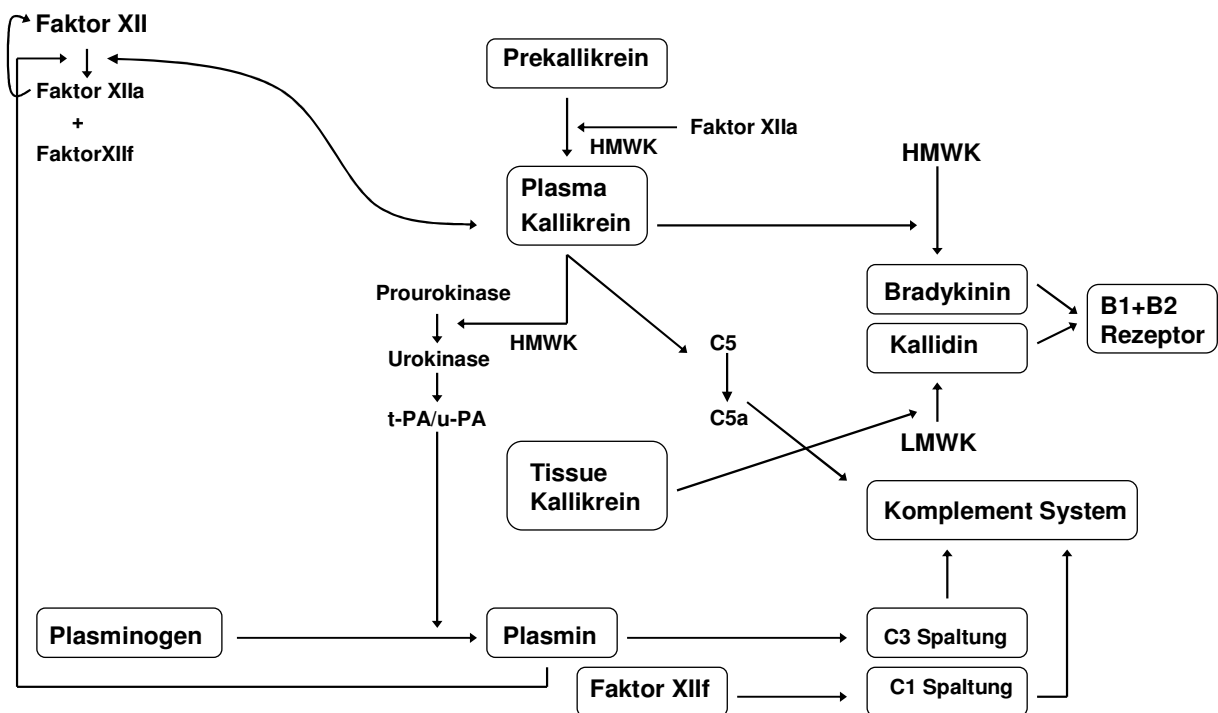 Faktor XII
Faktor XIIa
+
FaktorXIIf
Prekallikrein
Faktor XIIa
HMWK
Plasma
Kallikrein
HMWK
Bradykinin
Kallidin
B1+B2
Rezeptor
LMWK
Prourokinase
HMWK
Urokinase
t-PA/u-PA
C5
C5a
Tissue
Kallikrein
Komplement System
Plasminogen
Plasmin
C3 Spaltung
Faktor XIIf
C1 Spaltung